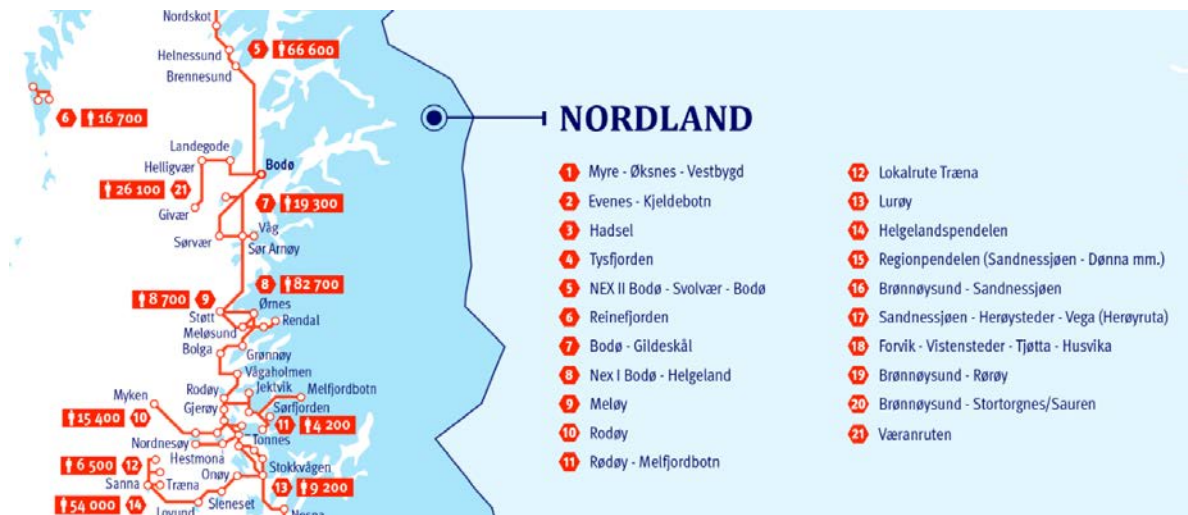 Nordskot
Helnessund
5 66 600
Brennesund
6 16 700
Landegode
Helligvær
Bodø
26 100 21
7 19 300
Givær
Våg
Sørvær
Sør Arnøy
8 82 700
8 700 9
Ørnes
Støtt
Rendal
Meløsund
Bolga
Grønnøy
Vågaholmen
Jektvik
Melfjordbotn
Rodøy
Myken
Gjerøy
Sørfjorden
15 400 10
11 4 200
Nordnesøy
Tonnes
Hestmona
6 500 12
Stokkvågen
Onøy
Sanna
Træna
13 9 200
Sleneset
54 000 14
Lovund
Nesna
NORDLAND
1 Myre - Øksnes - Vestbygd
2 Evenes - Kjeldebotn
3 Hadsel
4 Tysfjorden
5 NEX II Bodø - Svolvær - Bodø
6 Reinefjorden
7 Bodø - Gildeskål
8 Nex I Bodø - Helgeland
9 Meløy
10 Rodøy
11 Rødøy - Melfjordbotn
12 Lokalrute Træna
13 Lurøy
14 Helgelandspendelen
15 Regionpendelen (Sandnessjøen - Dønna mm.)
16 Brønnøysund - Sandnessjøen
17 Sandnessjøen - Herøysteder - Vega (Herøyruta)
18 Forvik - Vistensteder - Tjøtta - Husvika
19 Brønnøysund - Rørøy
20 Brønnøysund - Stortorgnes/Sauren
21 Væranruten